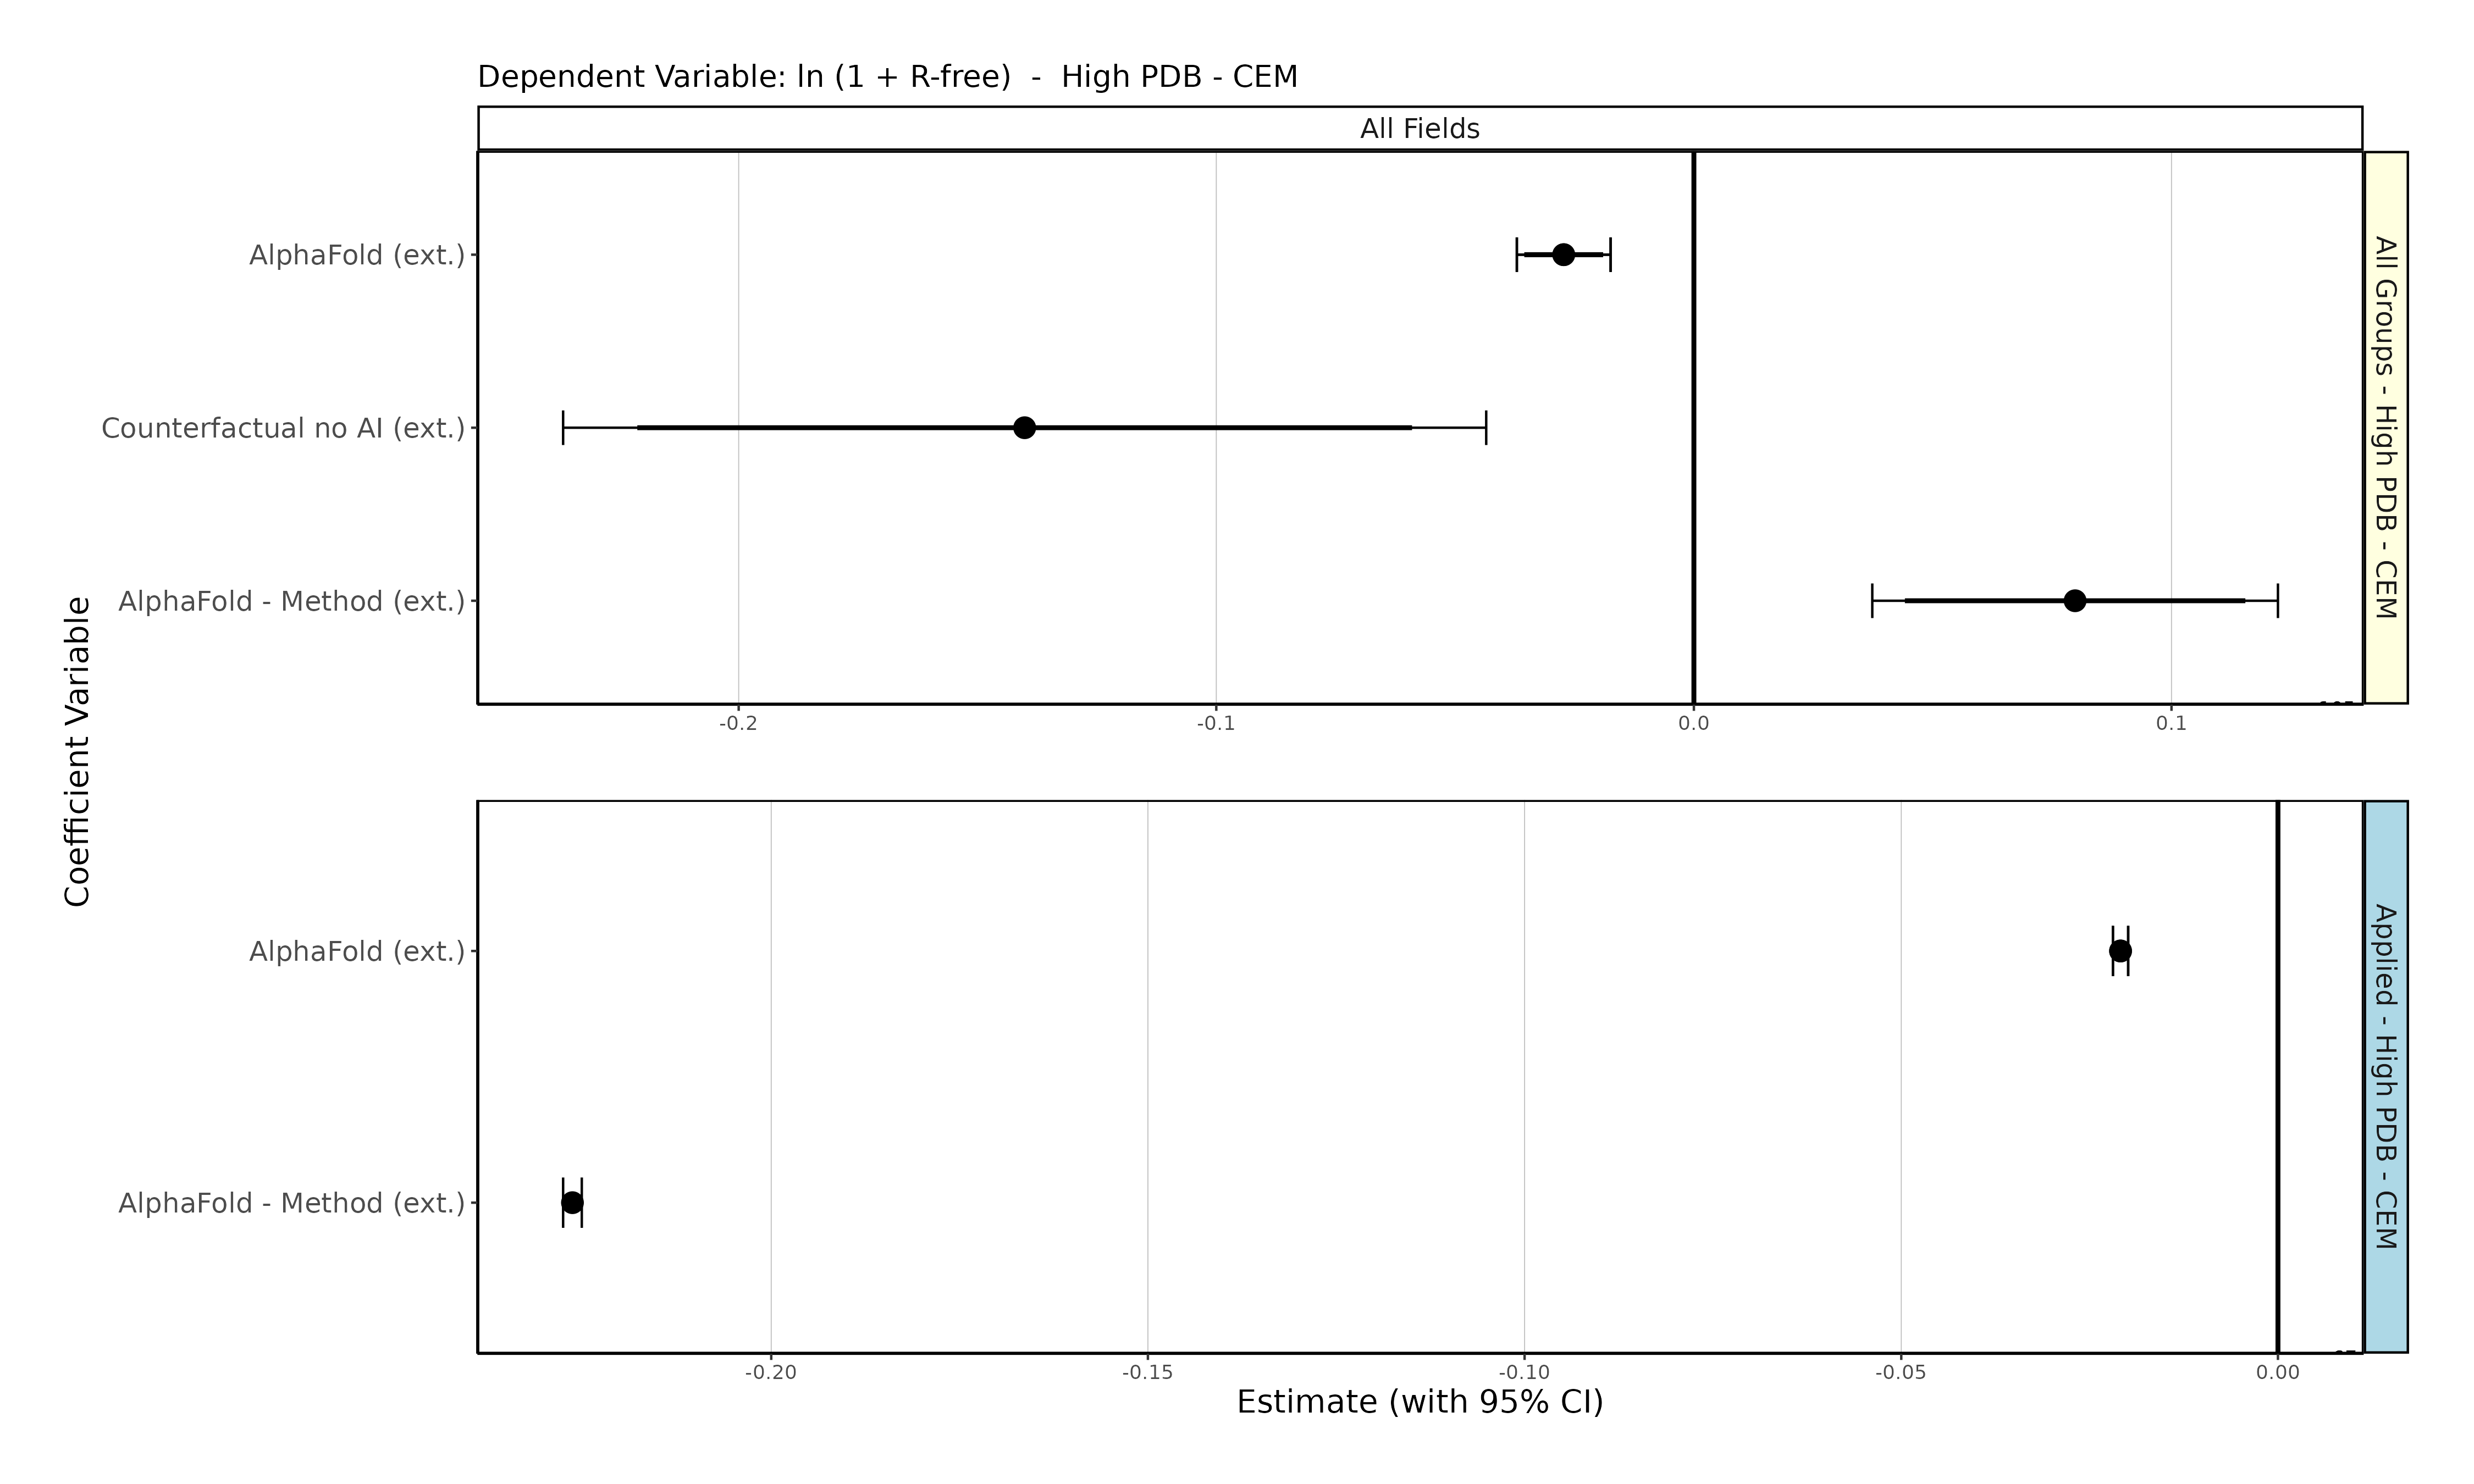 Dependent Variable: ln (1 + R-free)  -  High PDB - CEM
All Fields
AlphaFold (ext.)
Counterfactual no AI (ext.)
AlphaFold - Method (ext.)
All Groups - High PDB - CEM
-0.2
-0.1
0.0
0.1
Coefficient Variable
AlphaFold (ext.)
AlphaFold - Method (ext.)
Applied - High PDB - CEM
-0.20
-0.15
-0.10
-0.05
0.00
Estimate (with 95% CI)